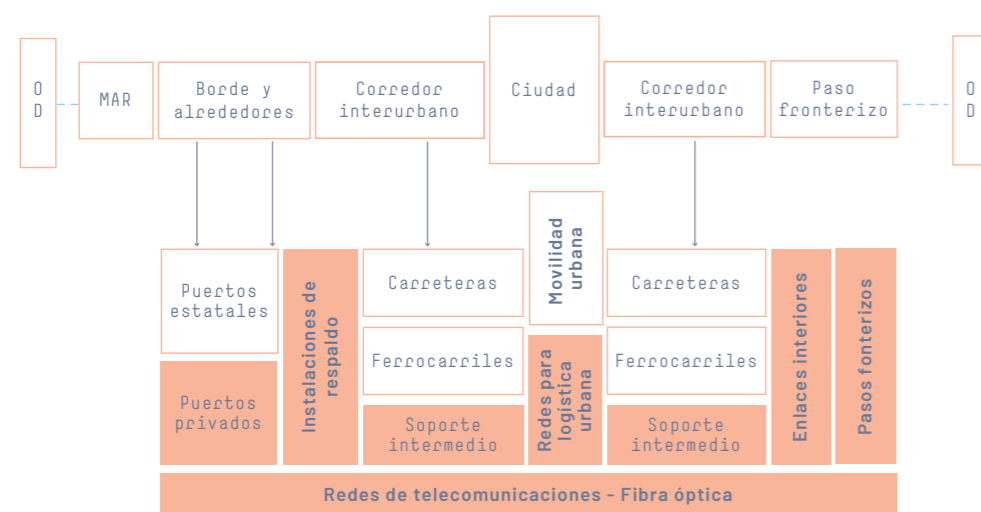 O
D
MAR
Borde y
alrededores
Corredor
interurbano
Ciudad
Corredor
interurbano
Paso
fronterizo
O
D
Puertos
estatales
Puertos
privados
Instalaciones de
respaldo
Carreteras
Ferrocarriles
Soporte
intermedio
Movilidad
urbana
Redes para
logística
urbana
Carreteras
Ferrocarriles
Soporte
intermedio
Enlaces interiores
Pasos fonterizos
Redes de telecomunicaciones - Fibra óptica